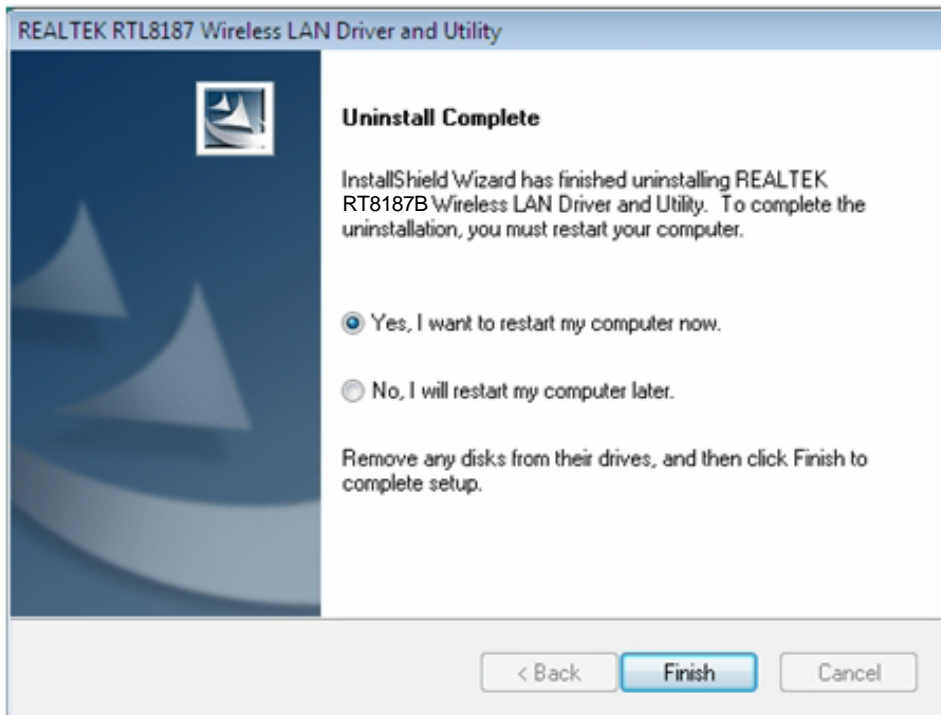 REALTEK RTL8187 Wireless LAN Driver and Utility
Uninstall Complete
InstallShield Wizard has finished uninstalling REALTEK
RT8187B Wireless LAN Driver and Utility. To complete the
uninstallation, you must restart your computer.
Yes, I want to restart my computer now.
No, I will restart my computer later.
Remove any disks from their drives, and then click Finish to
complete setup.
< Back Finish Cancel